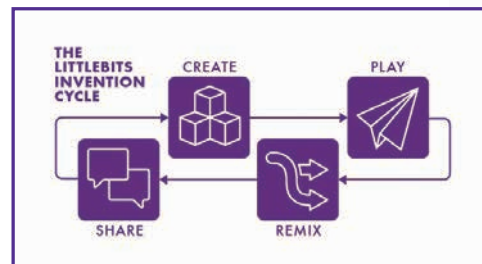 THE
LITTLEBITS
INVENTION
CYCLE
CREATE
PLAY
SHARE
REMIX